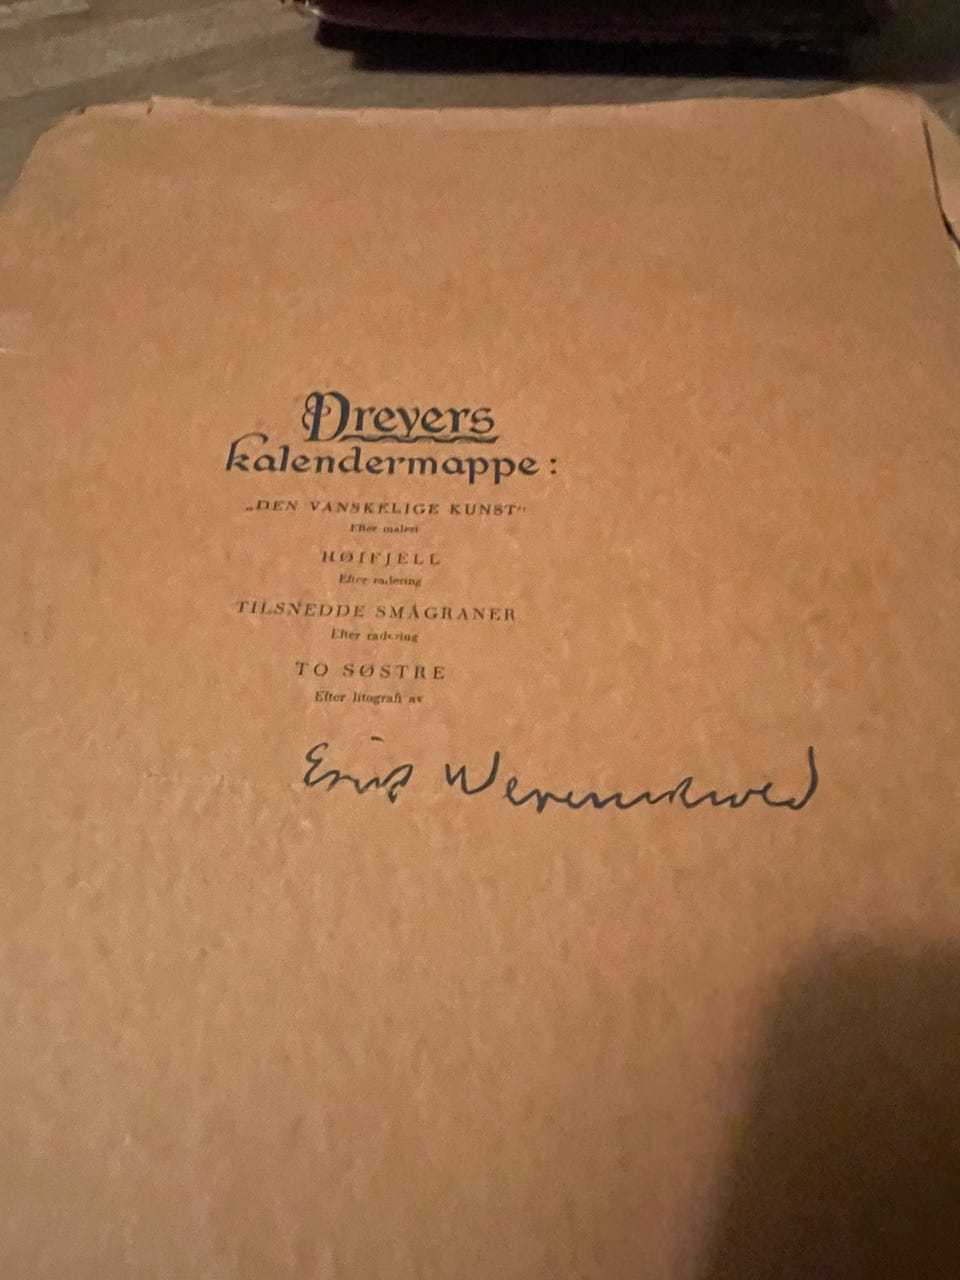 Dreyers
kalendermappe:
„DEN VANSKELIGE KUNST“
Efter maleri
HØIFJELL
Efter radering
TILSNEDDE SMÅGRANER
Efter radering
TO SØSTRE
Efter litografi av
Erik Werenskiold